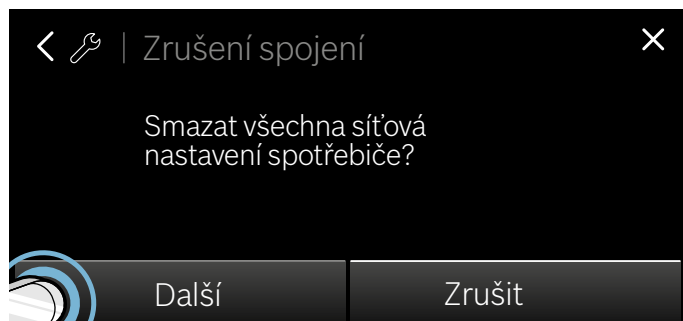 Zrušení spojení
Smazat všechna síťová
nastavení spotřebiče?
Další
Zrušit